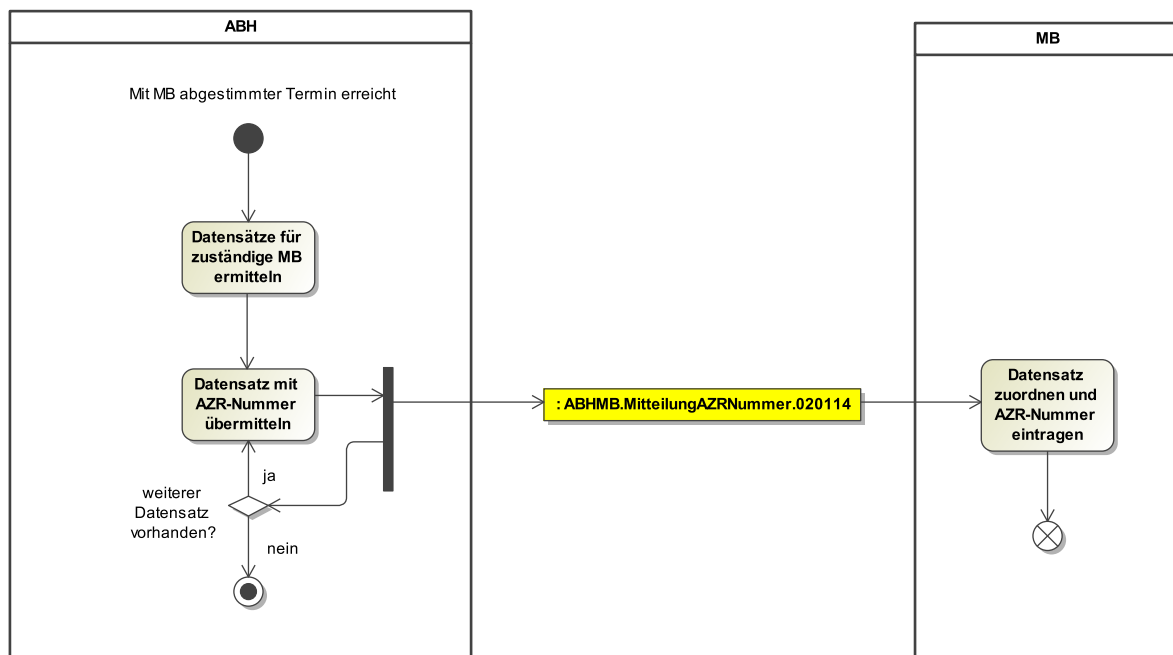 ABH
MB
Mit MB abgestimmter Termin erreicht
Datensätze für
zuständige MB
ermitteln
Datensatz mit
AZR-Nummer
übermitteln
: ABHMB.MitteilungAZRNummer.020114
Datensatz
zuordnen und
AZR-Nummer
eintragen
ja
weiterer
Datensatz
vorhanden?
nein